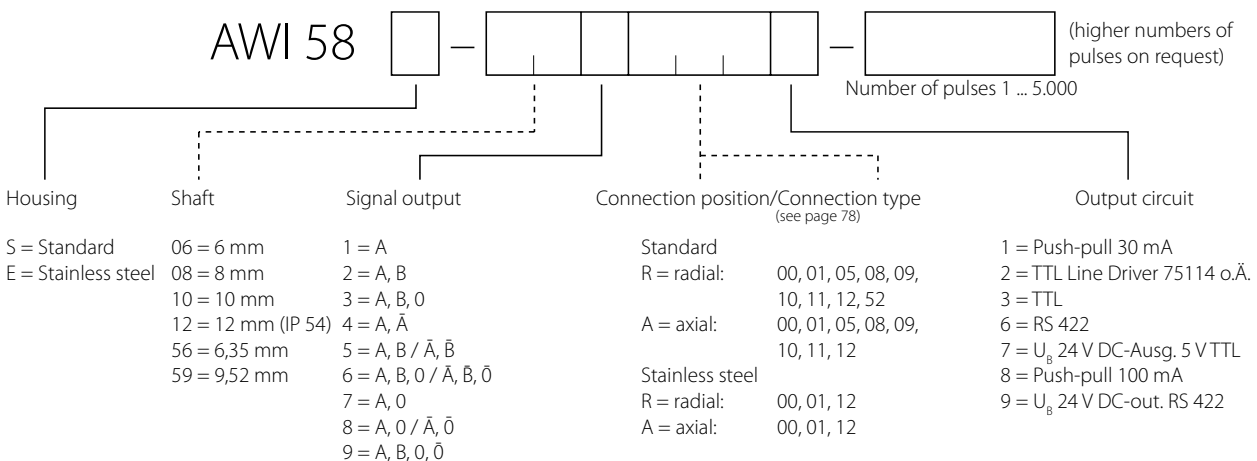 AWI 58 – – (higher numbers of
pulses on request)
Number of pulses 1 ... 5.000
Housing Shaft Signal output Connection position/Connection type Output circuit
(see page 78)
S = Standard 06 = 6 mm 1 = A Standard 1 = Push-pull 30 mA
E = Stainless steel 08 = 8 mm 2 = A, B R = radial: 00, 01, 05, 08, 09, 2 = TTL Line Driver 75114 o.Ä.
10 = 10 mm 3 = A, B, 0 10, 11, 12, 52 3 = TTL
12 = 12 mm (IP 54) 4 = A, Ā A = axial: 00, 01, 05, 08, 09, 6 = RS 422
56 = 6,35 mm 5 = A, B / Ā, B̄ 10, 11, 12 7 = U_B 24 V DC-Ausg. 5 V TTL
59 = 9,52 mm 6 = A, B, 0 / Ā, B̄, 0̄ Stainless steel 8 = Push-pull 100 mA
7 = A, 0 R = radial: 00, 01, 12 9 = U_B 24 V DC-out. RS 422
8 = A, 0 / Ā, 0̄ A = axial: 00, 01, 12
9 = A, B, 0, 0̄